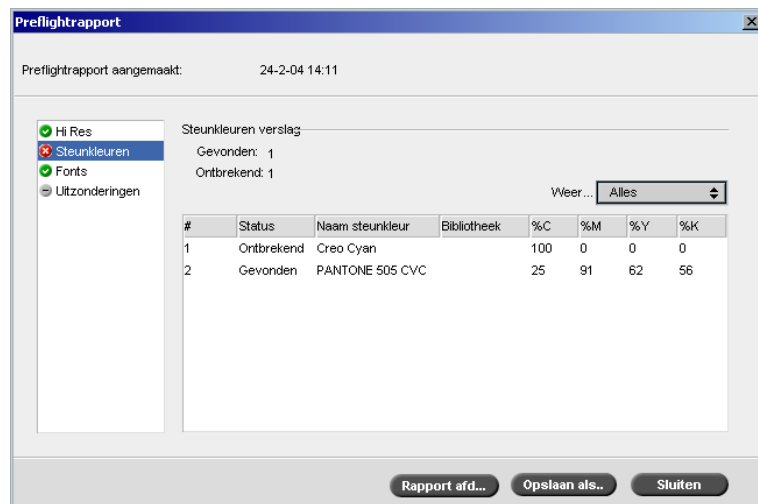 Preflightrapport
Preflightrapport aangemaakt: 24-2-04 14:11
Hi Res
Steunkleuren
Fonts
Uitzonderingen
Steunkleuren verslag
Gevonden: 1
Ontbrekend: 1
Weer... Alles
# Status Naam steunkleur Bibliotheek %C %M %Y %K
1 Ontbrekend Creo Cyan 100 0 0 0
2 Gevonden PANTONE 505 CVC 25 91 62 56
Rapport afd... Opslaan als.. Sluiten